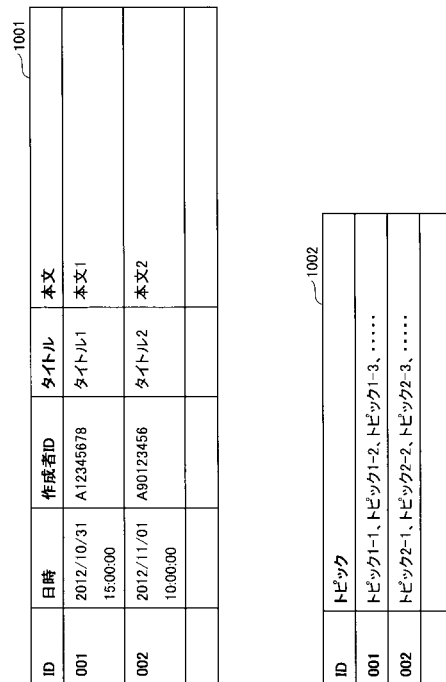 1001
ID 日時 作成者ID タイトル 本文
001 2012/10/31 A12345678 タイトル1 本文1
15:00:00
002 2012/11/01 A90123456 タイトル2 本文2
10:00:00
1002
ID トピック
001 トピック1-1、トピック1-2、トピック1-3、・・・・・
002 トピック2-1、トピック2-2、トピック2-3、・・・・・